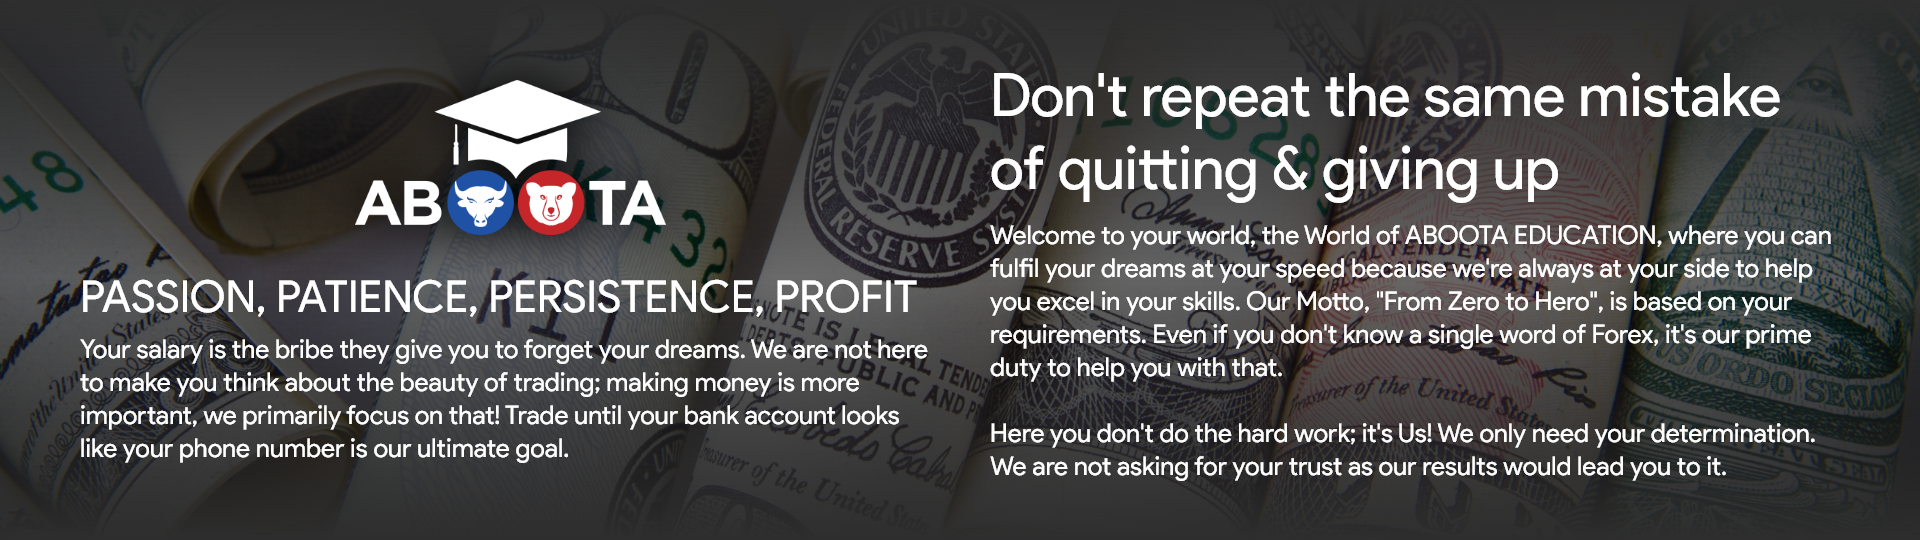 ABOOTA
PASSION, PATIENCE, PERSISTENCE, PROFIT
Your salary is the bribe they give you to forget your dreams. We are not here
to make you think about the beauty of trading; making money is more
important, we primarily focus on that! Trade until your bank account looks
like your phone number is our ultimate goal.
Don't repeat the same mistake
of quitting & giving up
Welcome to your world, the World of ABOOTA EDUCATION, where you can
fulfil your dreams at your speed because we're always at your side to help
you excel in your skills. Our Motto, "From Zero to Hero", is based on your
requirements. Even if you don't know a single word of Forex, it's our prime
duty to help you with that.
Here you don't do the hard work; it's Us! We only need your determination.
We are not asking for your trust as our results would lead you to it.